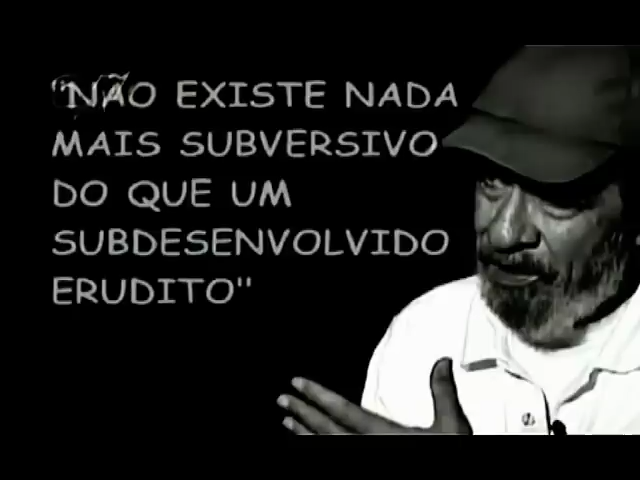 "NÃO EXISTE NADA
MAIS SUBVERSIVO
DO QUE UM
SUBDESENVOLVIDO
ERUDITO"